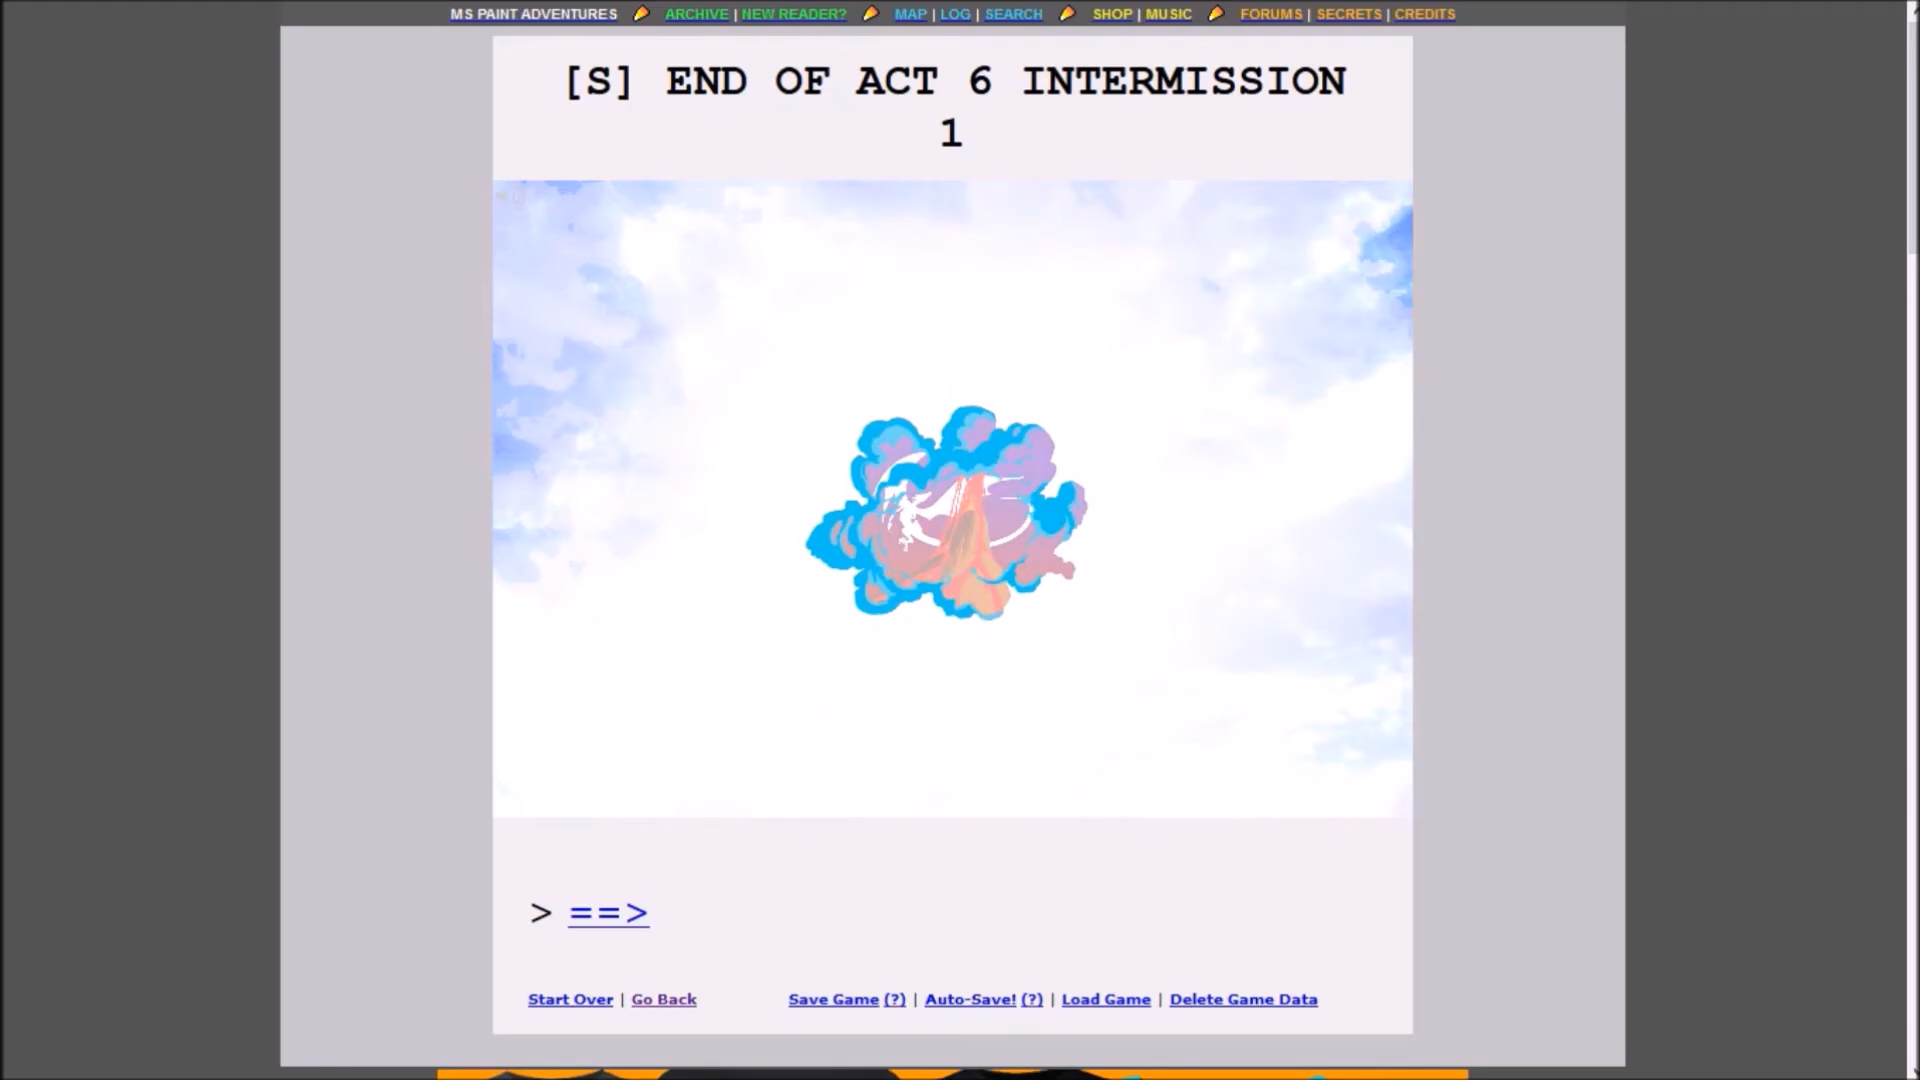 MS PAINT ADVENTURES ARCHIVE | NEW READER? MAP | LOG | SEARCH SHOP | MUSIC FORUMS | SECRETS | CREDITS
[S] END OF ACT 6 INTERMISSION
1
> ==>
Start Over | Go Back Save Game (?) | Auto-Save! (?) | Load Game | Delete Game Data